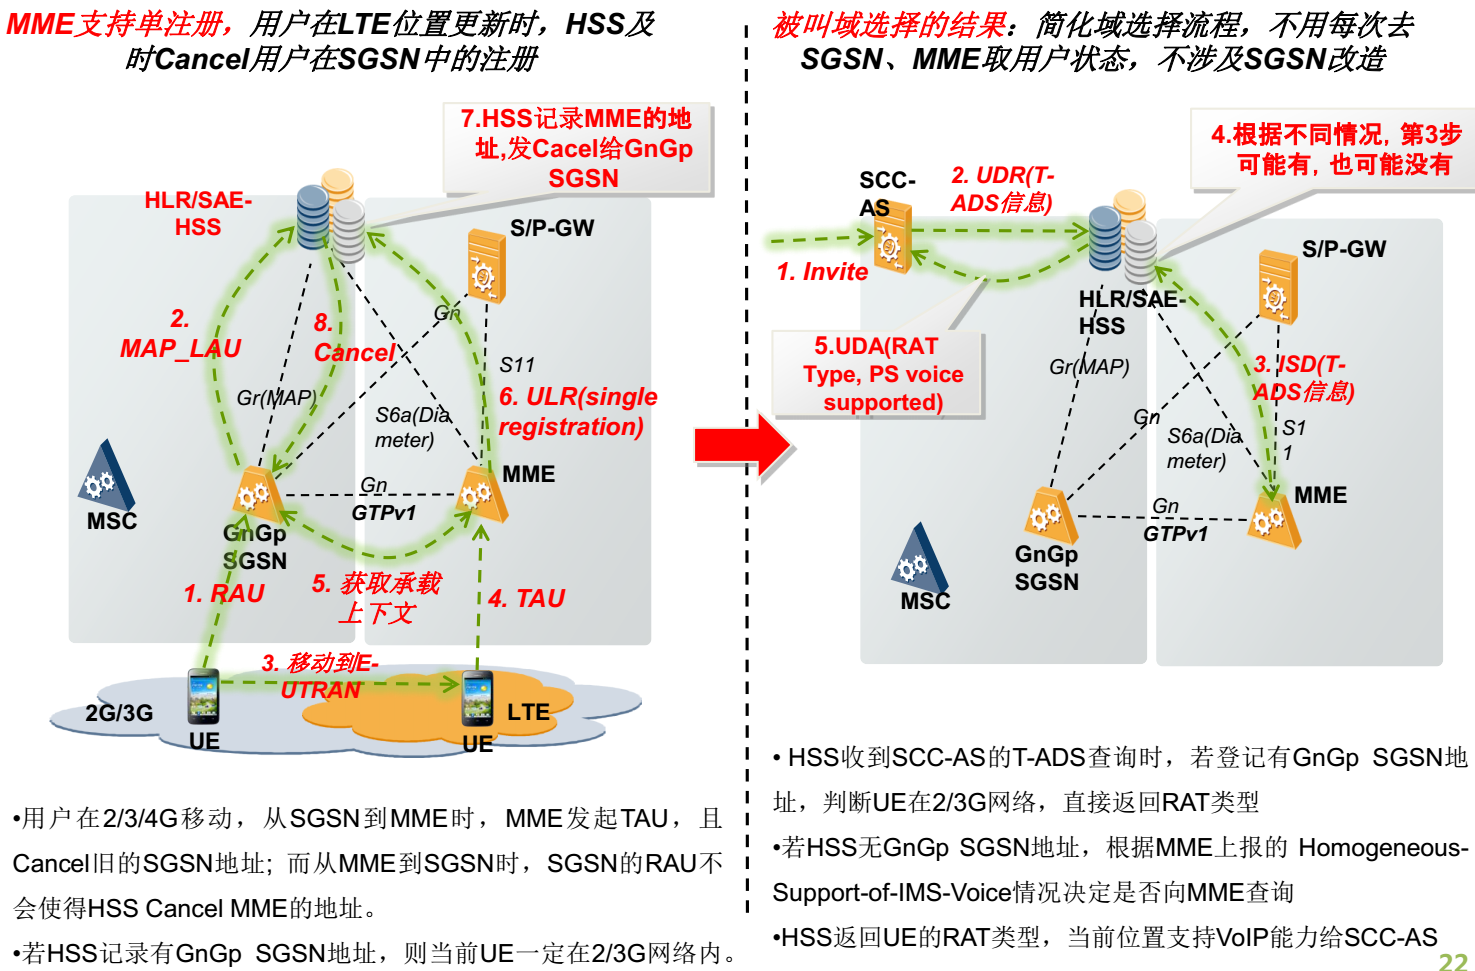 MME支持单注册，用户在LTE位置更新时，HSS及
时Cancel用户在SGSN中的注册
7.HSS记录MME的地
址,发Cacel给GnGp
SGSN
HLR/SAE-
HSS
S/P-GW
2.
MAP_LAU
8.
Cancel
Gn
S11
Gr(MAP)
S6a(Dia
meter)
6. ULR(single
registration)
MSC
MME
Gn
GTPv1
GnGp
SGSN
1. RAU
5. 获取承载
上下文
4. TAU
3. 移动到E-
UTRAN
2G/3G
UE
LTE
UE
•用户在2/3/4G移动，从SGSN到MME时，MME发起TAU，且
Cancel旧的SGSN地址; 而从MME到SGSN时，SGSN的RAU不
会使得HSS Cancel MME的地址。
•若HSS记录有GnGp SGSN地址，则当前UE一定在2/3G网络内。
被叫域选择的结果：简化域选择流程，不用每次去
SGSN、MME取用户状态，不涉及SGSN改造
4.根据不同情况, 第3步
可能有, 也可能没有
SCC-
AS
2. UDR(T-
ADS信息)
S/P-GW
1. Invite
HLR/SAE-
HSS
5.UDA(RAT
Type, PS voice
supported)
Gr(MAP)
3. ISD(T-
ADS信息)
Gn
S6a(Dia
meter)
S1
1
MME
Gn
GTPv1
GnGp
SGSN
MSC
• HSS收到SCC-AS的T-ADS查询时，若登记有GnGp SGSN地
址，判断UE在2/3G网络，直接返回RAT类型
•若HSS无GnGp SGSN地址，根据MME上报的 Homogeneous-
Support-of-IMS-Voice情况决定是否向MME查询
•HSS返回UE的RAT类型，当前位置支持VoIP能力给SCC-AS
22